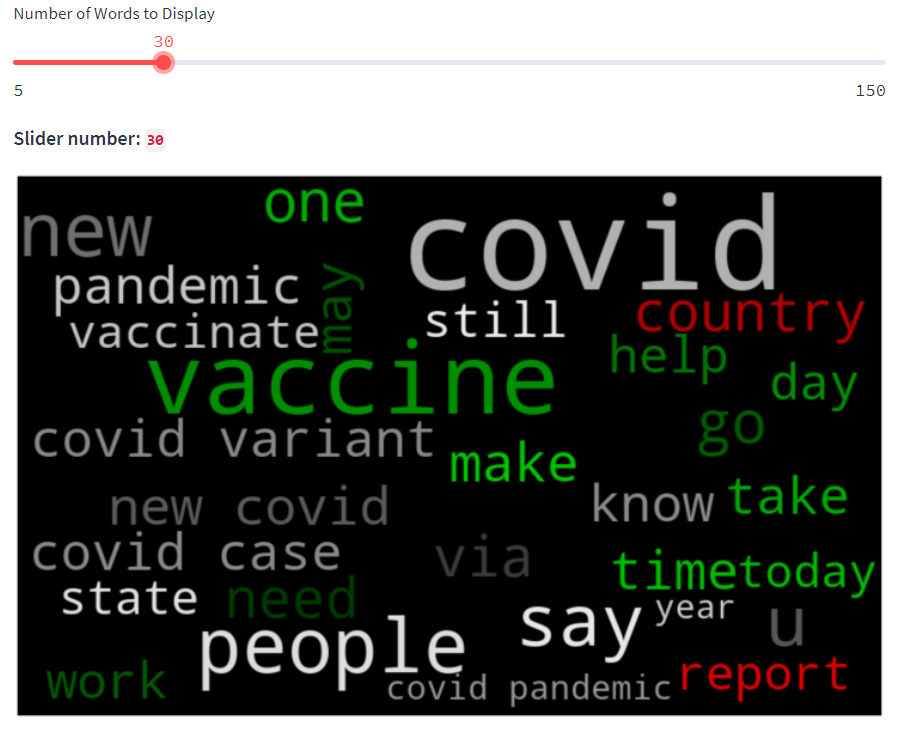 Number of Words to Display
30
5 150
Slider number: 30
one
new
covid
pandemic
may
still
country
vaccinate
vaccine
help
day
covid variant
go
make
new covid
know
take
covid case
via
time
today
state
need
people
say
year
u
work
covid pandemic
report